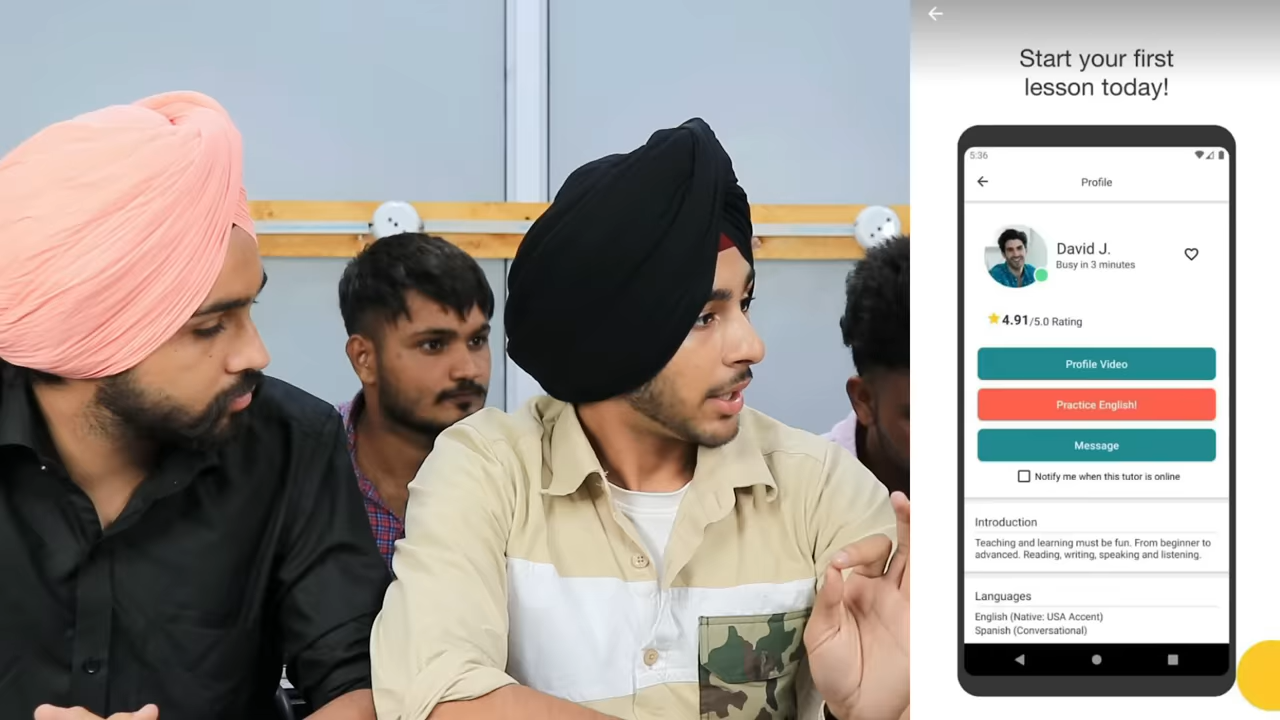 Start your first
lesson today!
5:36
Profile
David J.
Busy in 3 minutes
4.91/5.0 Rating
Profile Video
Practice English!
Message
Notify me when this tutor is online
Introduction
Teaching and learning must be fun. From beginner to
advanced. Reading, writing, speaking and listening.
Languages
English (Native: USA Accent)
Spanish (Conversational)